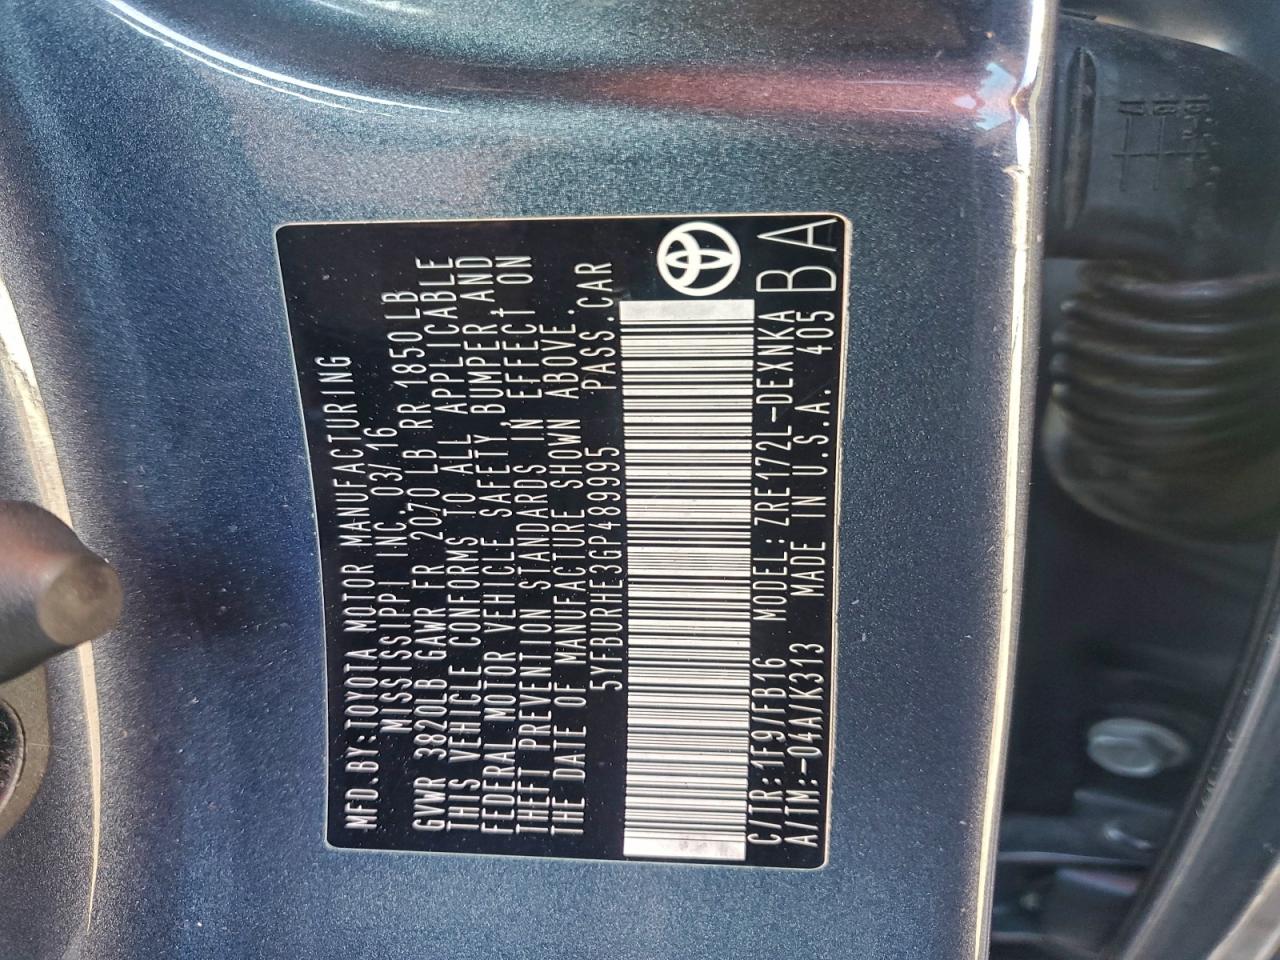 MFD.BY:TOYOTA MOTOR MANUFACTURING
MISSISSIPPI INC. 03/16
GVWR 3820LB GAWR FR 2070 LB RR 1850LB
THIS VEHICLE CONFORMS TO ALL APPLICABLE
FEDERAL MOTOR VEHICLE SAFETY, BUMPER, AND
THEFT PREVENTION STANDARDS IN EFFECT ON
THE DATE OF MANUFACTURE SHOWN ABOVE.
5YFBURHE3GP489995 PASS.CAR
C/TR:1F9/FB16 MODEL:ZRE172L-DEXNKA B
A/TM:-04A/K313 MADE IN U.S.A. 405 BA